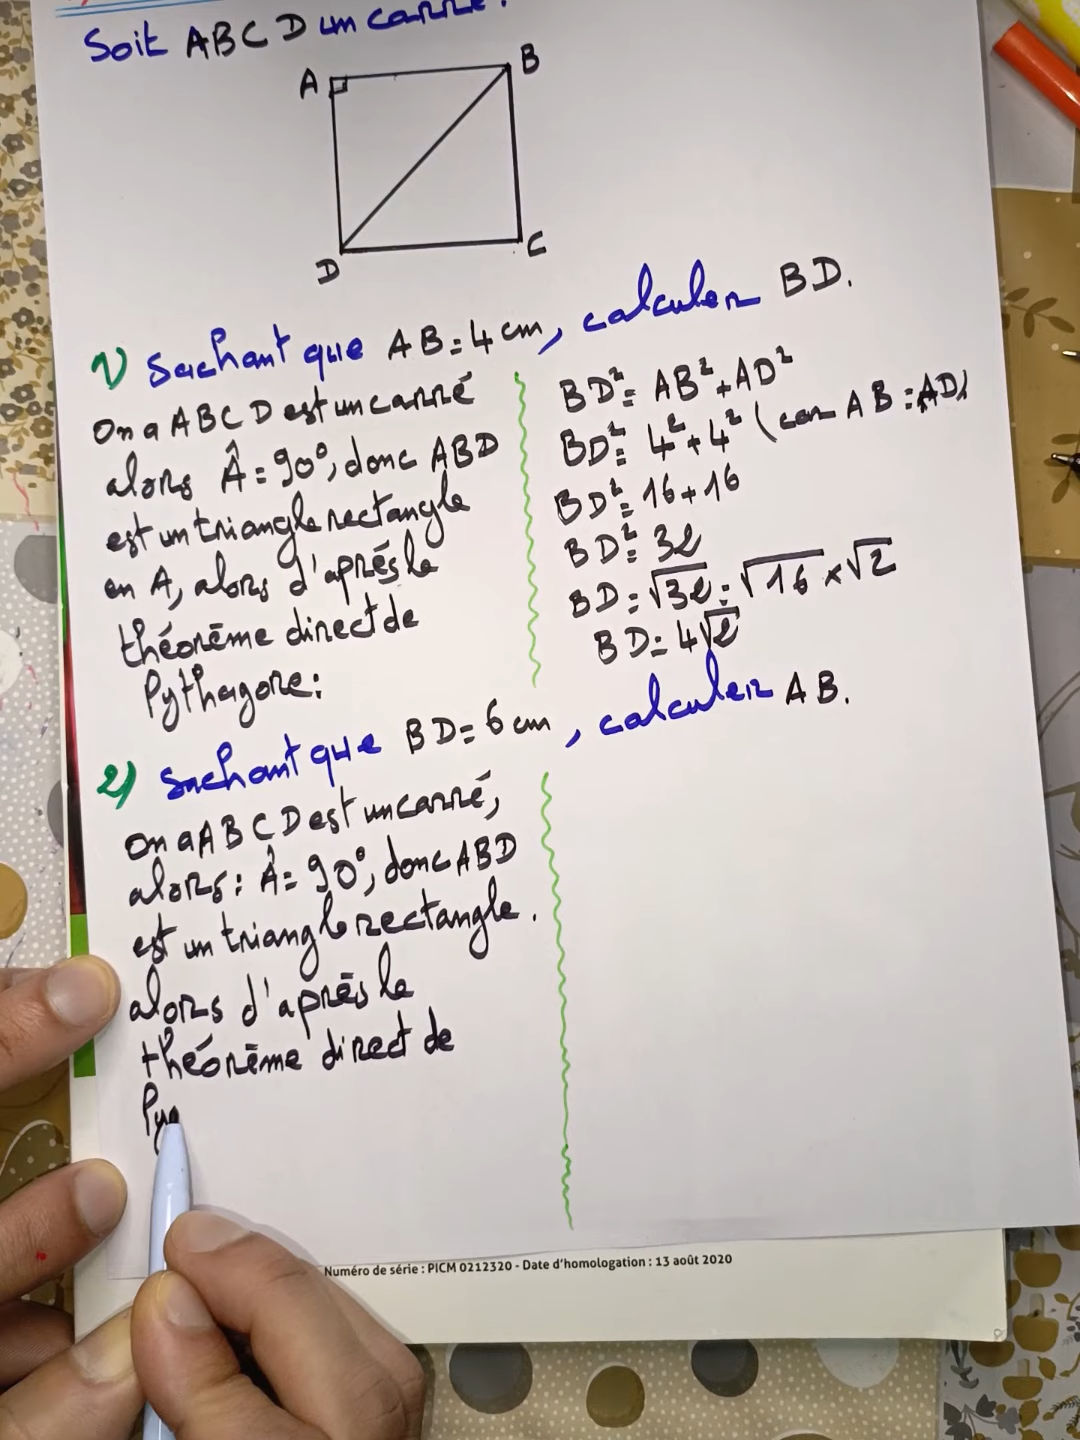 Soit ABCD un carré.
A
B
D
C
1) Sachant que AB = 4 cm, calculer BD.
On a ABCD est un carré
alors Â = 90°, donc ABD
est un triangle rectangle
en A, alors d'après le
théorème direct de
Pythagore:
BD² = AB² + AD²
BD² = 4² + 4² (car AB = AD)
BD² = 16 + 16
BD² = 32
BD = √32 = √16 × √2
BD = 4√2
2) Sachant que BD = 6 cm, calculer AB.
On a ABCD est un carré,
alors : Â = 90°, donc ABD
est un triangle rectangle.
alors d'après le
théorème direct de
Py
Numéro de série : PICM 0212320 - Date d'homologation : 13 août 2020